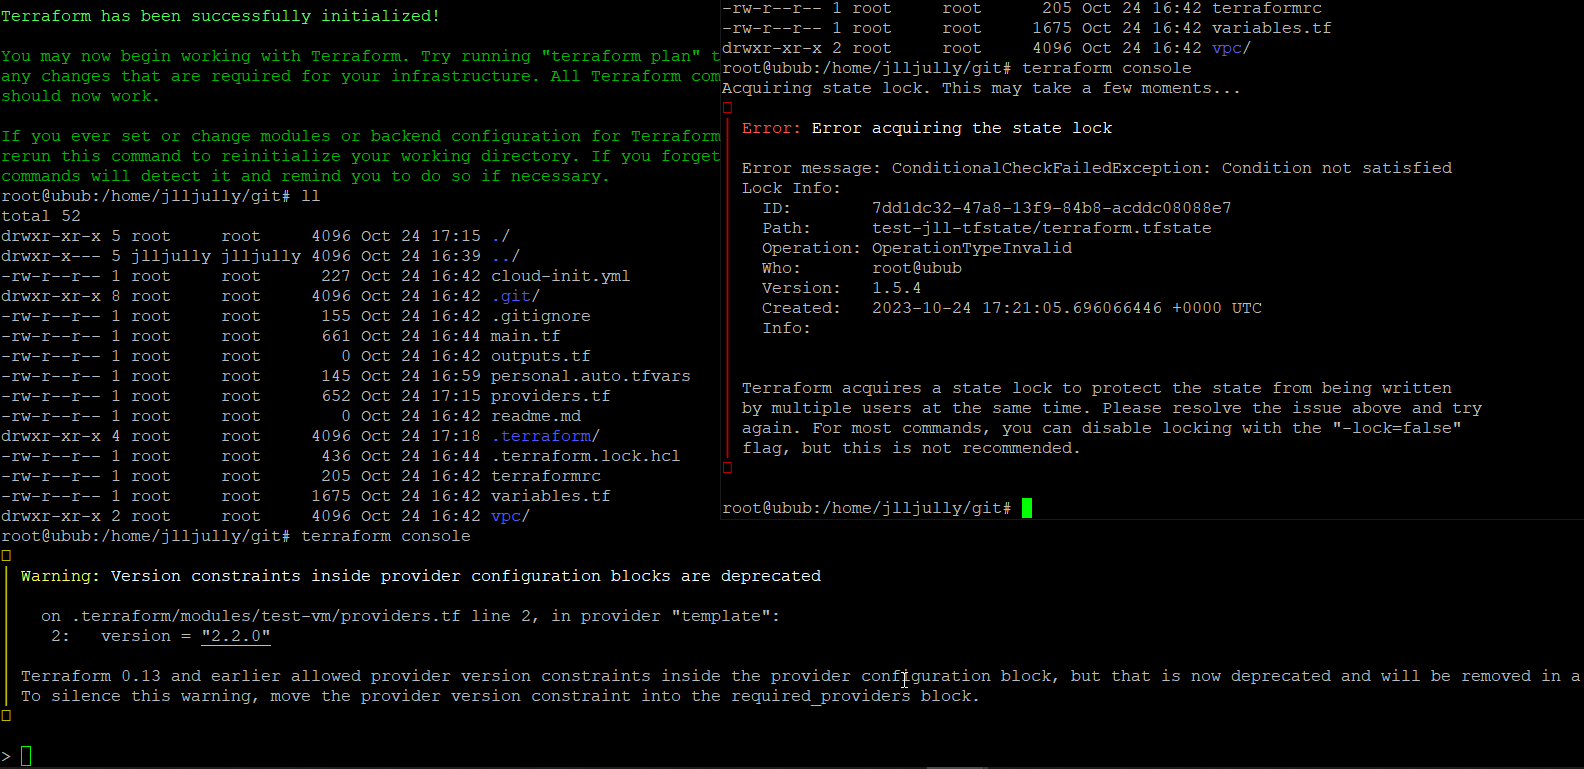 Terraform has been successfully initialized!
You may now begin working with Terraform. Try running "terraform plan" t
any changes that are required for your infrastructure. All Terraform com
should now work.
If you ever set or change modules or backend configuration for Terraform
rerun this command to reinitialize your working directory. If you forget
commands will detect it and remind you to do so if necessary.
root@ubub:/home/jlljully/git# ll
total 52
drwxr-xr-x 5 root     root     4096 Oct 24 17:15 ./
drwxr-x--- 5 jlljully jlljully 4096 Oct 24 16:39 ../
-rw-r--r-- 1 root     root      227 Oct 24 16:42 cloud-init.yml
drwxr-xr-x 8 root     root     4096 Oct 24 16:42 .git/
-rw-r--r-- 1 root     root      155 Oct 24 16:42 .gitignore
-rw-r--r-- 1 root     root      661 Oct 24 16:44 main.tf
-rw-r--r-- 1 root     root        0 Oct 24 16:42 outputs.tf
-rw-r--r-- 1 root     root      145 Oct 24 16:59 personal.auto.tfvars
-rw-r--r-- 1 root     root      652 Oct 24 17:15 providers.tf
-rw-r--r-- 1 root     root        0 Oct 24 16:42 readme.md
drwxr-xr-x 4 root     root     4096 Oct 24 17:18 .terraform/
-rw-r--r-- 1 root     root      436 Oct 24 16:44 .terraform.lock.hcl
-rw-r--r-- 1 root     root      205 Oct 24 16:42 terraformrc
-rw-r--r-- 1 root     root     1675 Oct 24 16:42 variables.tf
drwxr-xr-x 2 root     root     4096 Oct 24 16:42 vpc/
root@ubub:/home/jlljully/git# terraform console
Warning: Version constraints inside provider configuration blocks are deprecated
on .terraform/modules/test-vm/providers.tf line 2, in provider "template":
2:   version = "2.2.0"
Terraform 0.13 and earlier allowed provider version constraints inside the provider configuration block, but that is now deprecated and will be removed in a
To silence this warning, move the provider version constraint into the required_providers block.
>
-rw-r--r-- 1 root     root      205 Oct 24 16:42 terraformrc
-rw-r--r-- 1 root     root     1675 Oct 24 16:42 variables.tf
drwxr-xr-x 2 root     root     4096 Oct 24 16:42 vpc/
root@ubub:/home/jlljully/git# terraform console
Acquiring state lock. This may take a few moments...
Error: Error acquiring the state lock
Error message: ConditionalCheckFailedException: Condition not satisfied
Lock Info:
ID:        7dd1dc32-47a8-13f9-84b8-acddc08088e7
Path:      test-jll-tfstate/terraform.tfstate
Operation: OperationTypeInvalid
Who:       root@ubub
Version:   1.5.4
Created:   2023-10-24 17:21:05.696066446 +0000 UTC
Info:
Terraform acquires a state lock to protect the state from being written
by multiple users at the same time. Please resolve the issue above and try
again. For most commands, you can disable locking with the "-lock=false"
flag, but this is not recommended.
root@ubub:/home/jlljully/git#